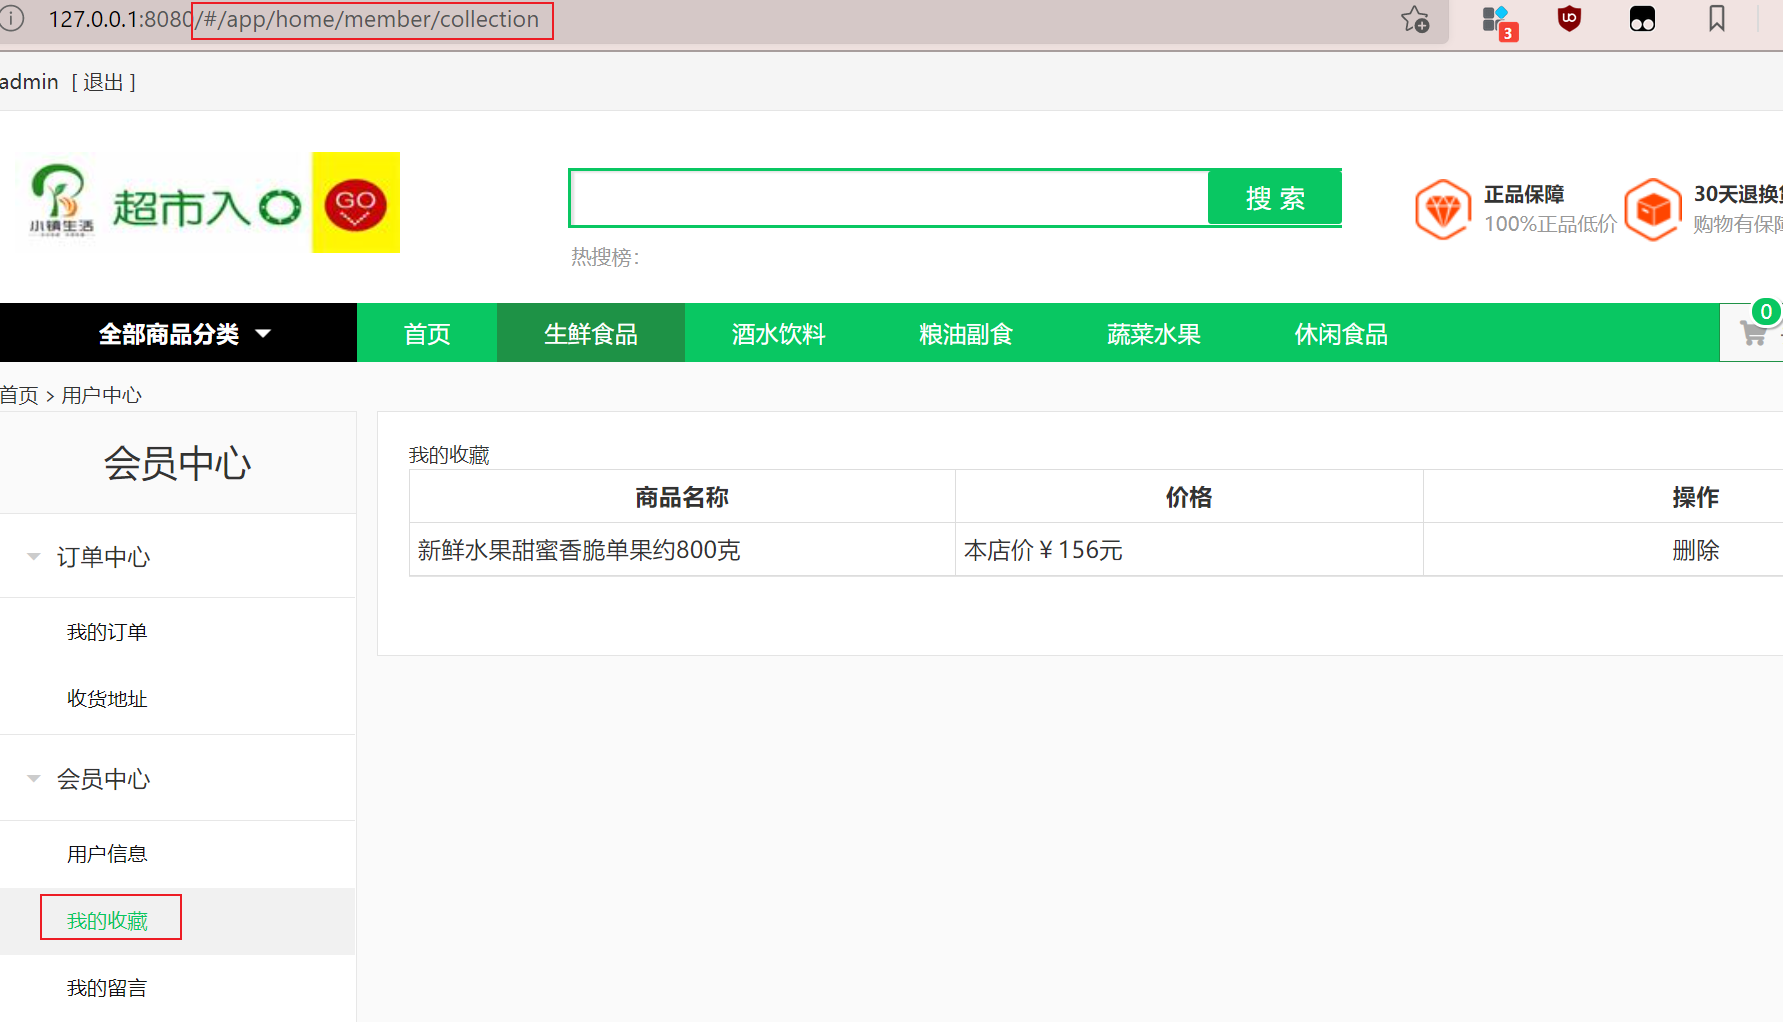 127.0.0.1:8080/#/app/home/member/collection
3
admin [ 退出 ]
小镇生活
超市入口
GO
搜 索
热搜榜：
正品保障
100%正品低价
30天退换货
购物有保障
全部商品分类
首页
生鲜食品
酒水饮料
粮油副食
蔬菜水果
休闲食品
0
首页 > 用户中心
会员中心
订单中心
我的订单
收货地址
会员中心
用户信息
我的收藏
我的留言
我的收藏
商品名称 价格 操作
新鲜水果甜蜜香脆单果约800克 本店价￥156元 删除